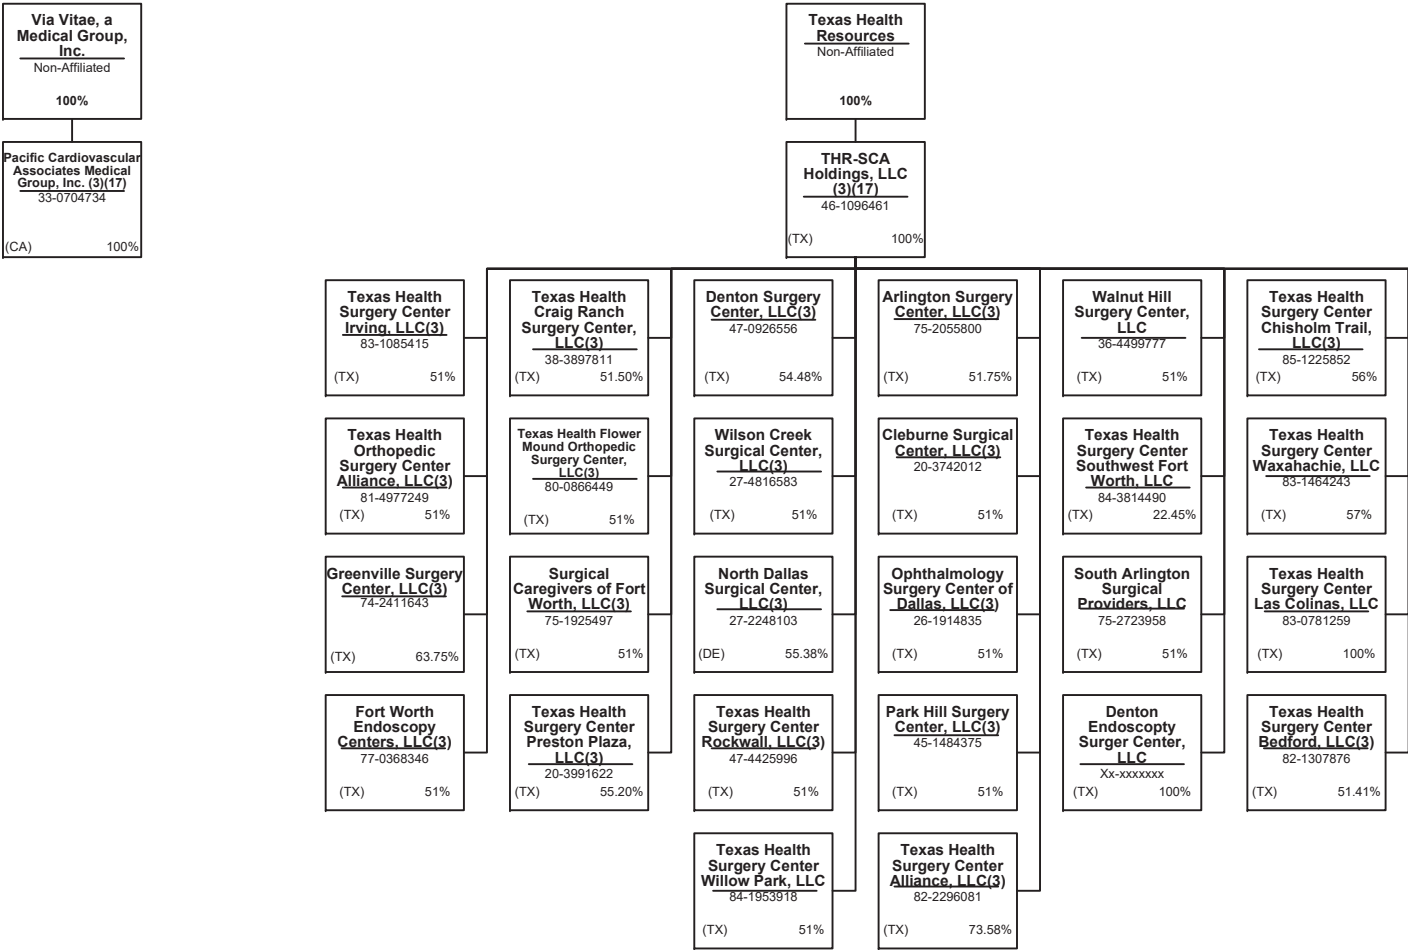 Via Vitae, a
Medical Group,
Inc.
Non-Affiliated
100%
Pacific Cardiovascular
Associates Medical
Group, Inc. (3)(17)
33-0704734
(CA) 100%
Texas Health
Resources
Non-Affiliated
100%
THR-SCA
Holdings, LLC
(3)(17)
46-1096461
(TX) 100%
Texas Health
Surgery Center
Irving, LLC(3)
83-1085415
(TX) 51%
Texas Health
Craig Ranch
Surgery Center,
LLC(3)
38-3897811
(TX) 51.50%
Denton Surgery
Center, LLC(3)
47-0926556
(TX) 54.48%
Arlington Surgery
Center, LLC(3)
75-2055800
(TX) 51.75%
Walnut Hill
Surgery Center,
LLC
36-4499777
(TX) 51%
Texas Health
Surgery Center
Chisholm Trail,
LLC(3)
85-1225852
(TX) 56%
Texas Health
Orthopedic
Surgery Center
Alliance, LLC(3)
81-4977249
(TX) 51%
Texas Health Flower
Mound Orthopedic
Surgery Center,
LLC(3)
80-0866449
(TX) 51%
Wilson Creek
Surgical Center,
LLC(3)
27-4816583
(TX) 51%
Cleburne Surgical
Center, LLC(3)
20-3742012
(TX) 51%
Texas Health
Surgery Center
Southwest Fort
Worth, LLC
84-3814490
(TX) 22.45%
Texas Health
Surgery Center
Waxahachie, LLC
83-1464243
(TX) 57%
Greenville Surgery
Center, LLC(3)
74-2411643
(TX) 63.75%
Surgical
Caregivers of Fort
Worth, LLC(3)
75-1925497
(TX) 51%
North Dallas
Surgical Center,
LLC(3)
27-2248103
(DE) 55.38%
Ophthalmology
Surgery Center of
Dallas, LLC(3)
26-1914835
(TX) 51%
South Arlington
Surgical
Providers, LLC
75-2723958
(TX) 51%
Texas Health
Surgery Center
Las Colinas, LLC
83-0781259
(TX) 100%
Fort Worth
Endoscopy
Centers, LLC(3)
77-0368346
(TX) 51%
Texas Health
Surgery Center
Preston Plaza,
LLC(3)
20-3991622
(TX) 55.20%
Texas Health
Surgery Center
Rockwall, LLC(3)
47-4425996
(TX) 51%
Park Hill Surgery
Center, LLC(3)
45-1484375
(TX) 51%
Denton
Endoscopty
Surger Center,
LLC
Xx-xxxxxxx
(TX) 100%
Texas Health
Surgery Center
Bedford, LLC(3)
82-1307876
(TX) 51.41%
Texas Health
Surgery Center
Willow Park, LLC
84-1953918
(TX) 51%
Texas Health
Surgery Center
Alliance, LLC(3)
82-2296081
(TX) 73.58%